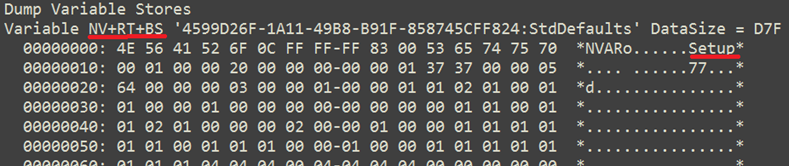 Dump Variable Stores
Variable NV+RT+BS '4599D26F-1A11-49B8-B91F-858745CFF824:StdDefaults' DataSize = D7F
00000000: 4E 56 41 52 6F 0C FF FF-FF 83 00 53 65 74 75 70 *NVARo......Setup*
00000010: 00 01 00 00 20 00 00 00-00 00 01 37 37 00 00 05 *.... ......77...*
00000020: 64 00 00 00 03 00 00 01-00 00 01 01 02 01 00 01 *d...............*
00000030: 01 00 01 00 00 00 00 00-00 00 00 00 01 01 01 01 *................*
00000040: 01 02 01 00 00 00 02 00-00 01 00 00 01 01 01 01 *................*
00000050: 01 01 01 01 01 01 01 00-01 00 00 01 01 01 00 01 *................*